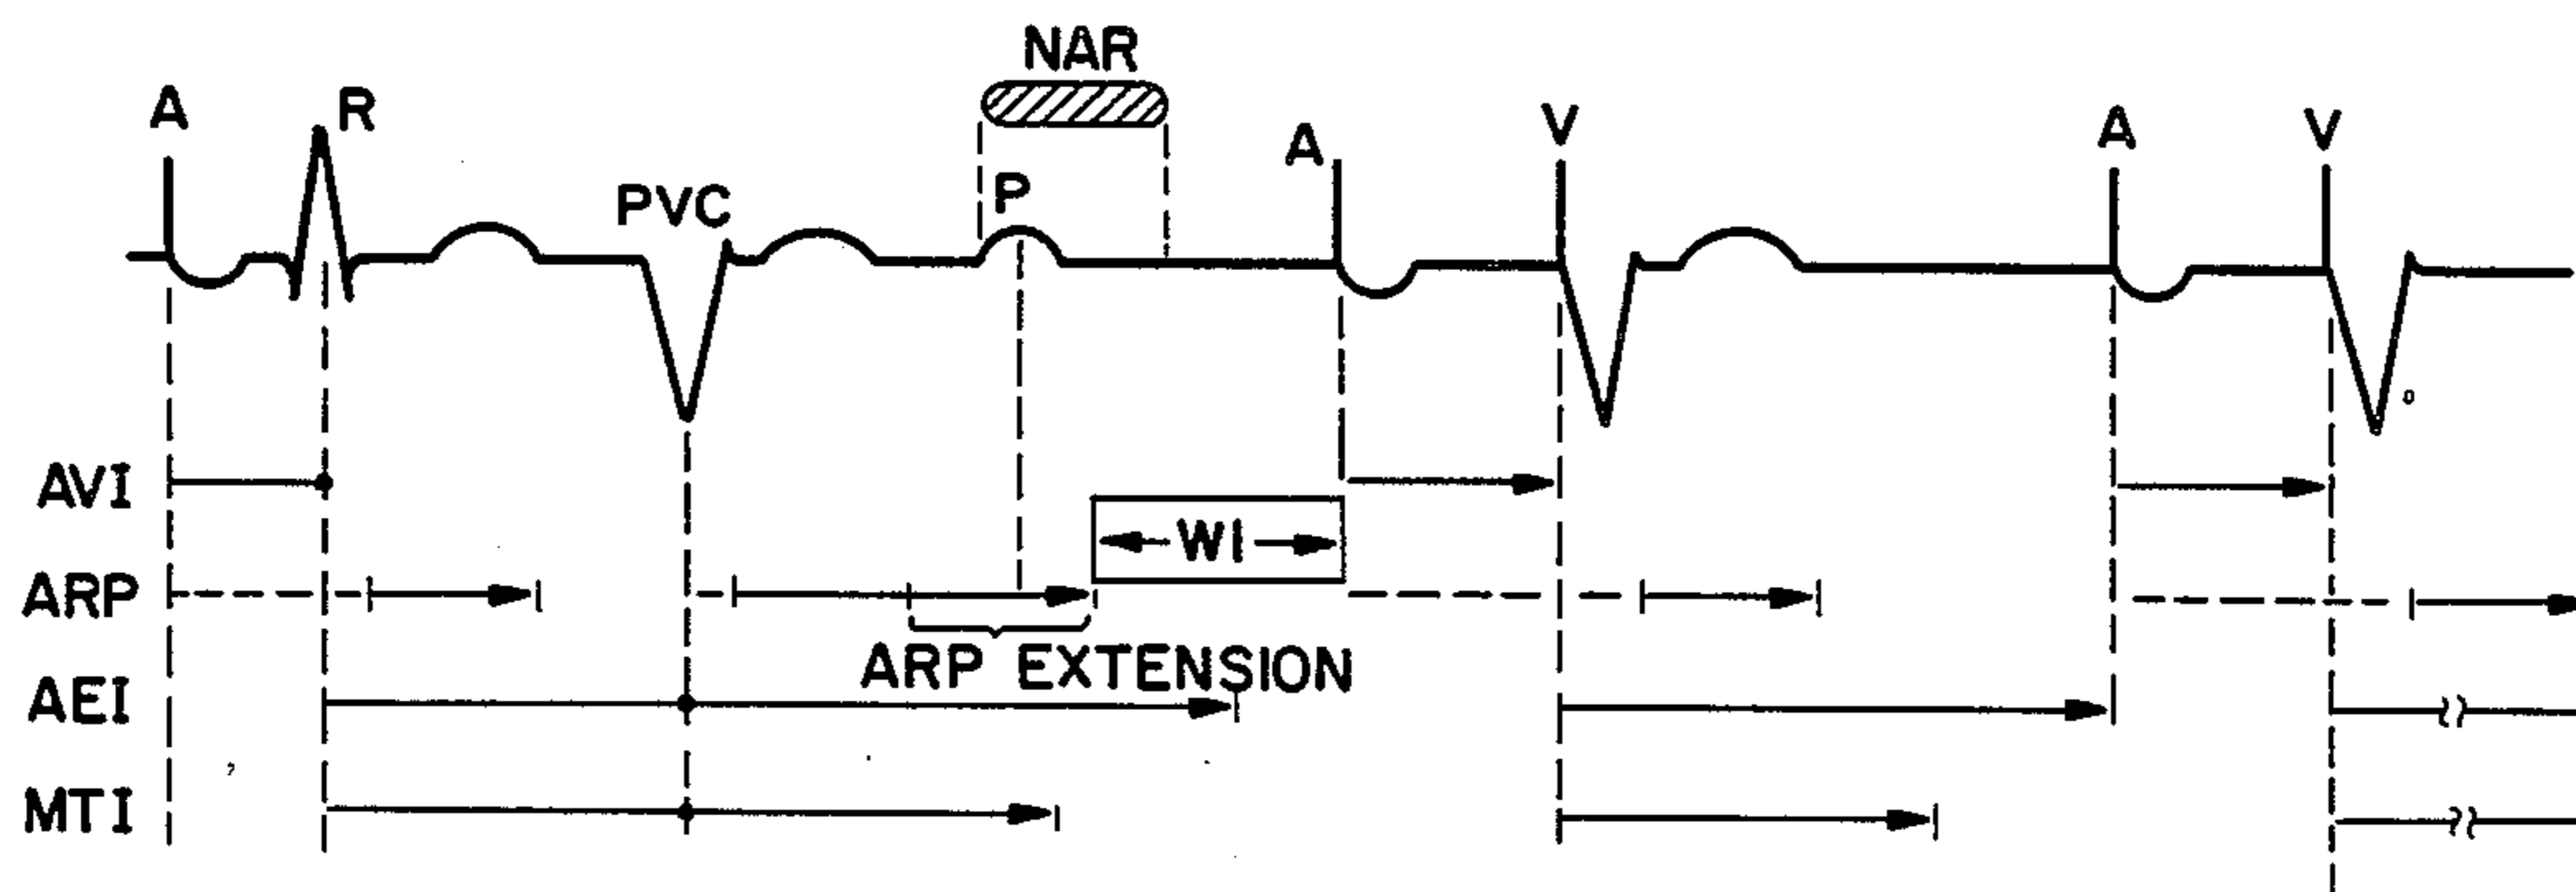 NAR
A
R
PVC
P
A
V
A
V
AVI
WI
ARP
ARP EXTENSION
AEI
MTI